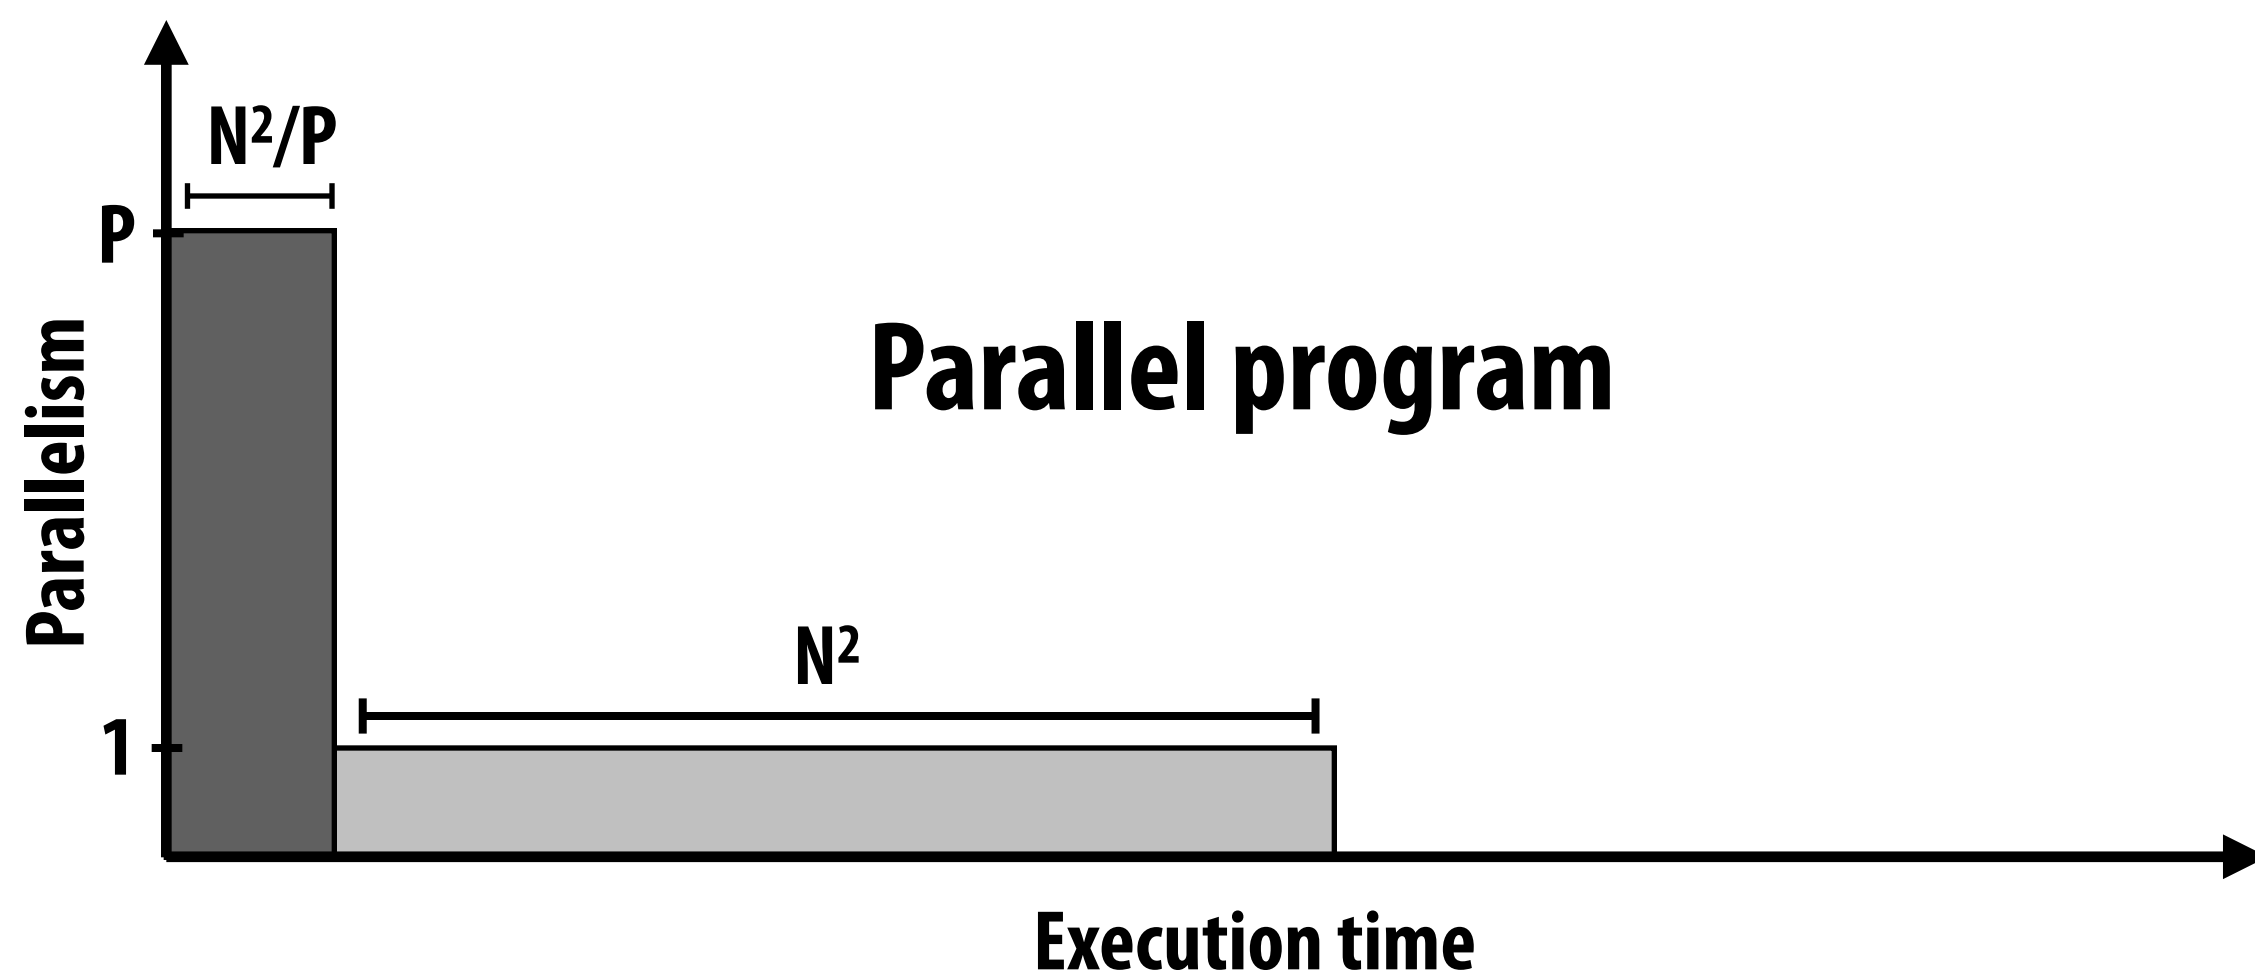 N²/P
P
Parallelism
Parallel program
N²
1
Execution time